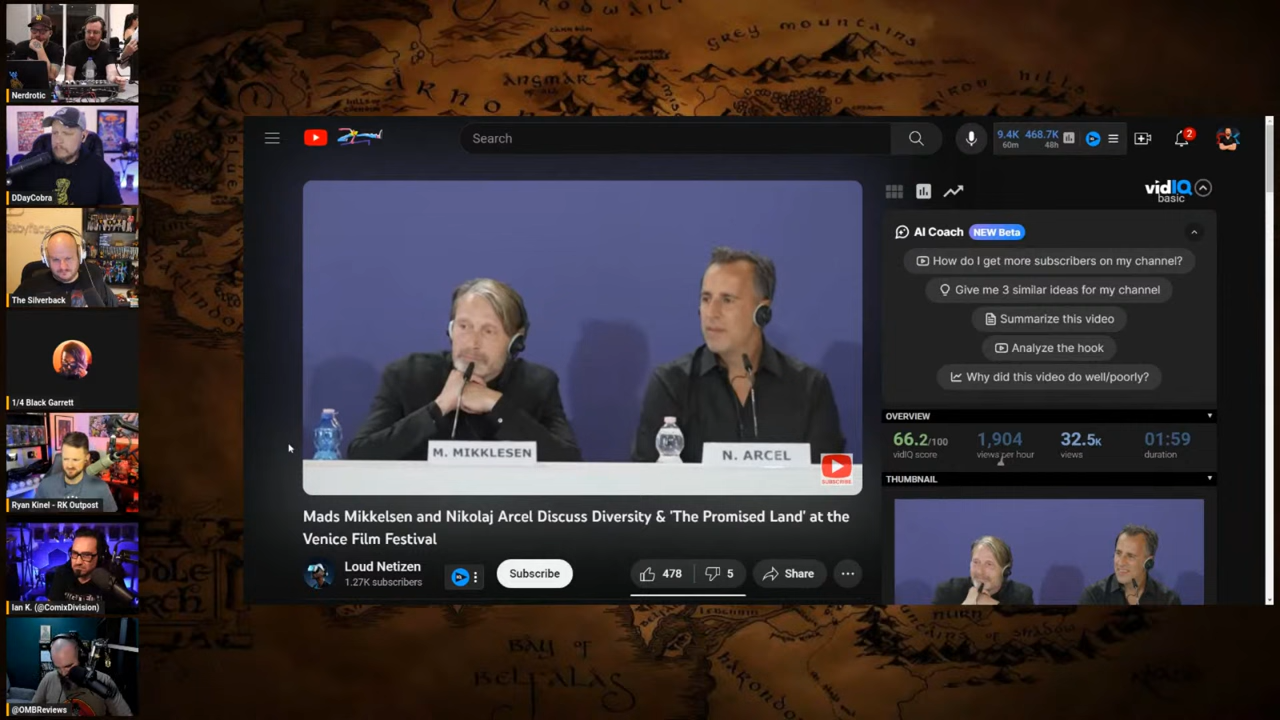 Nerdrotic
DDayCobra
The Silverback
1/4 Black Garrett
Ryan Kinel - RK Outpost
Ian K. (@ComixDivision)
@OMBReviews
GREY MOUNTAINS
ANGMAR
Search
9.4K 468.7K
60m 48h
2
vidIQ
basic
AI Coach NEW Beta
How do I get more subscribers on my channel?
Give me 3 similar ideas for my channel
Summarize this video
Analyze the hook
Why did this video do well/poorly?
OVERVIEW
66.2/100 1,904 32.5K 01:59
vidIQ score views per hour views duration
THUMBNAIL
M. MIKKLESEN
N. ARCEL
SUBSCRIBE
Mads Mikkelsen and Nikolaj Arcel Discuss Diversity & 'The Promised Land' at the
Venice Film Festival
Loud Netizen
1.27K subscribers
Subscribe
478
5
Share
BAY OF
BELFALAS